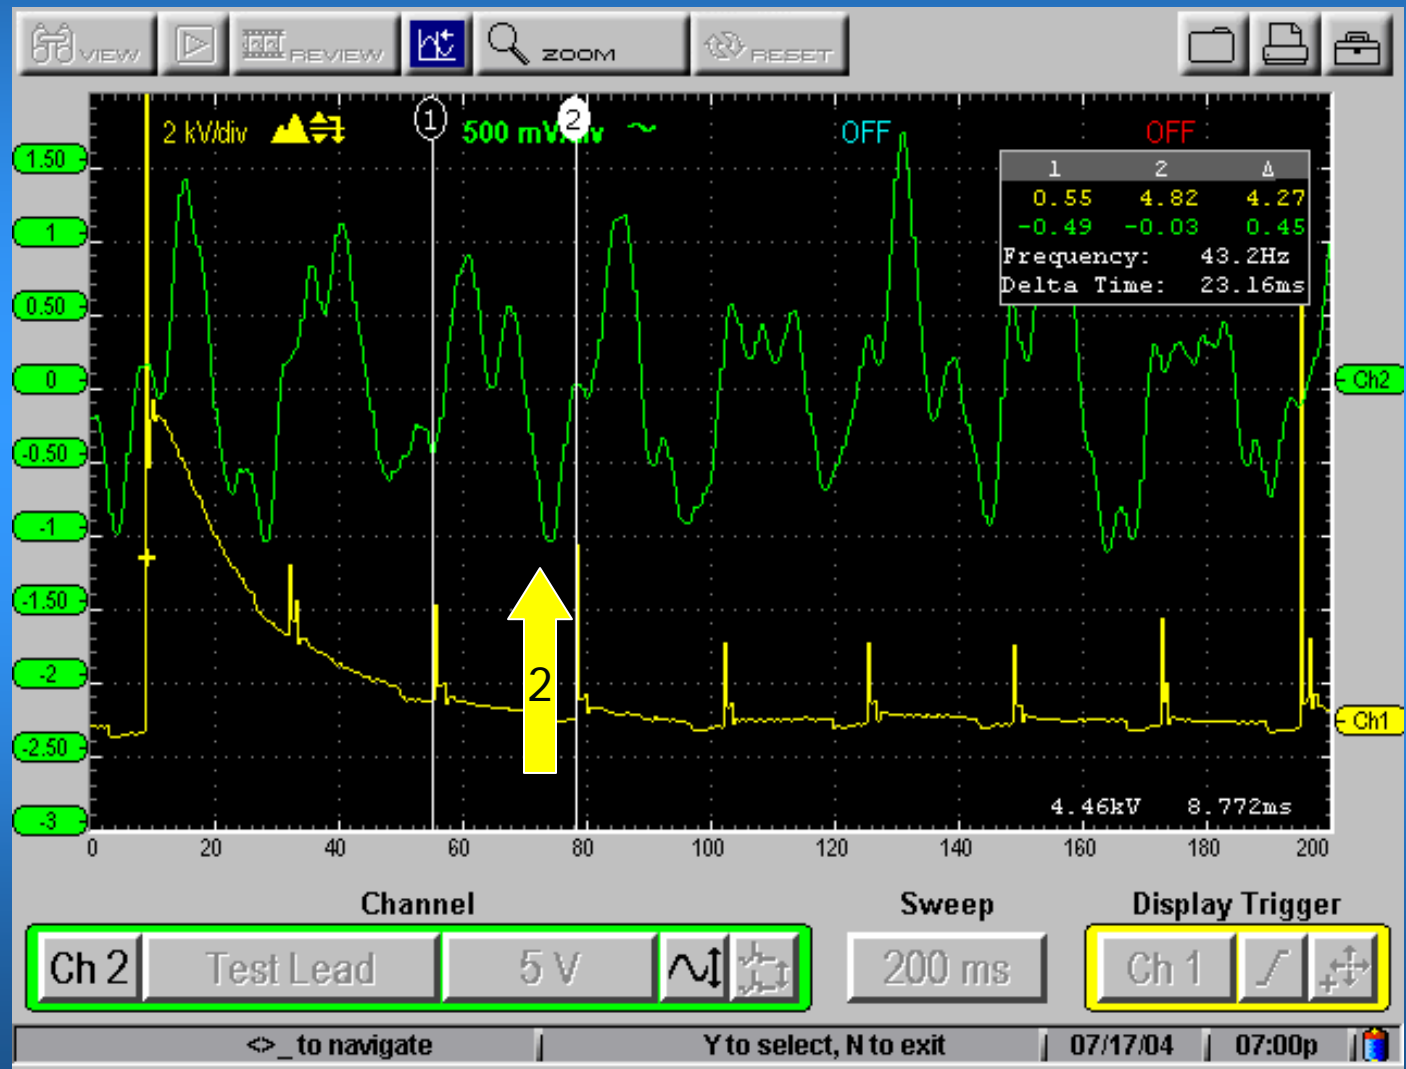 VIEW REVIEW ZOOM RESET
2 kV/div 1 500 mV/div 2 OFF OFF
1 2 Δ
0.55 4.82 4.27
-0.49 -0.03 0.45
Frequency: 43.2Hz
Delta Time: 23.16ms
1.50
1
0.50
0
-0.50
-1
-1.50
-2
-2.50
-3
Ch2
2
Ch1
4.46kV 8.772ms
0 20 40 60 80 100 120 140 160 180 200
Channel Sweep Display Trigger
Ch 2 Test Lead 5 V 200 ms Ch 1
<>_ to navigate Y to select, N to exit 07/17/04 07:00p